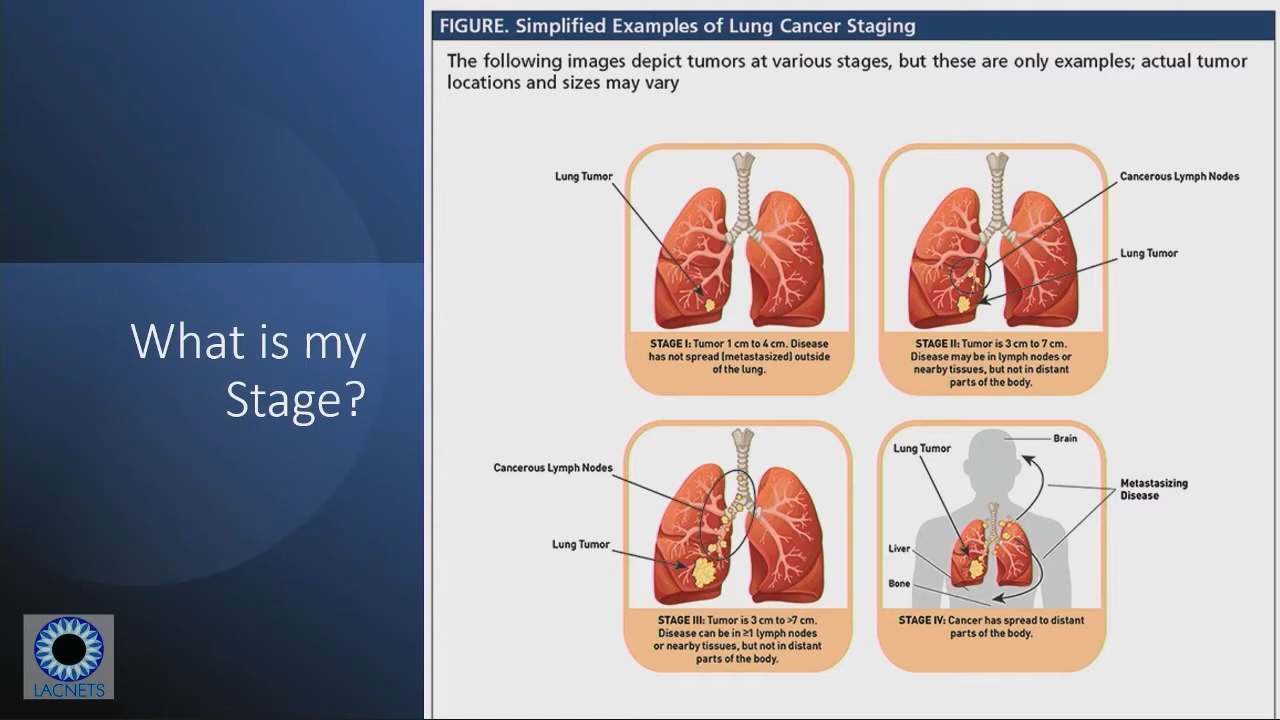 FIGURE. Simplified Examples of Lung Cancer Staging
The following images depict tumors at various stages, but these are only examples; actual tumor
locations and sizes may vary
What is my
Stage?
LACNETS
Lung Tumor
STAGE I: Tumor 1 cm to 4 cm. Disease
has not spread (metastasized) outside
of the lung.
Cancerous Lymph Nodes
Lung Tumor
STAGE II: Tumor is 3 cm to 7 cm.
Disease may be in lymph nodes or
nearby tissues, but not in distant
parts of the body.
Cancerous Lymph Nodes
Lung Tumor
STAGE III: Tumor is 3 cm to >7 cm.
Disease can be in ≥1 lymph nodes
or nearby tissues, but not in distant
parts of the body.
Lung Tumor
Brain
Metastasizing
Disease
Liver
Bone
STAGE IV: Cancer has spread to distant
parts of the body.